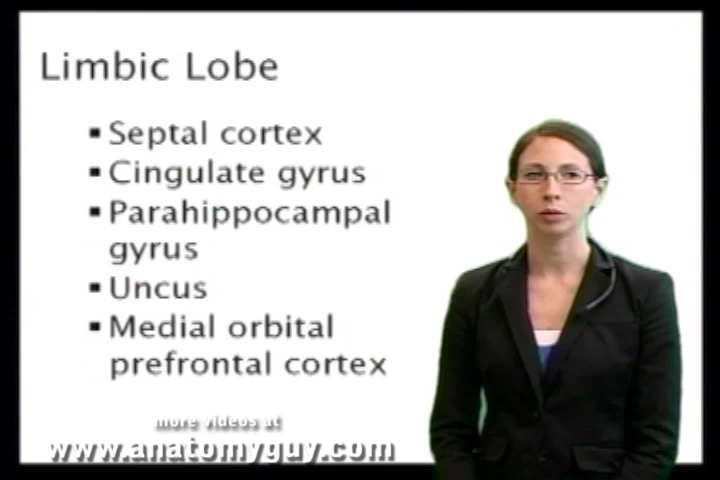 Limbic Lobe
▪ Septal cortex
▪ Cingulate gyrus
▪ Parahippocampal
gyrus
▪ Uncus
▪ Medial orbital
prefrontal cortex
more videos at
www.anatomyguy.com